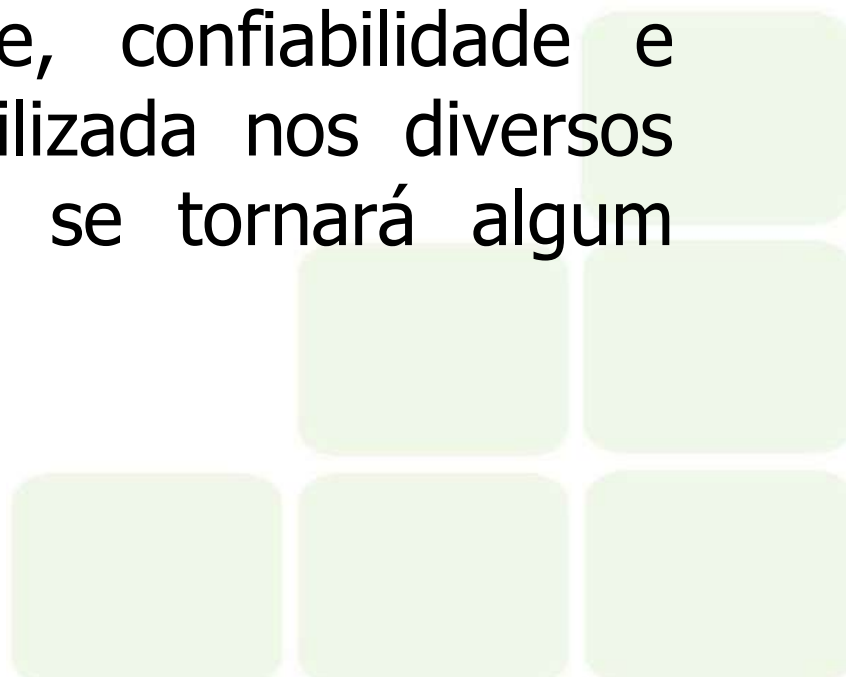 e, confiabilidade e
ilizada nos diversos
se tornará algum